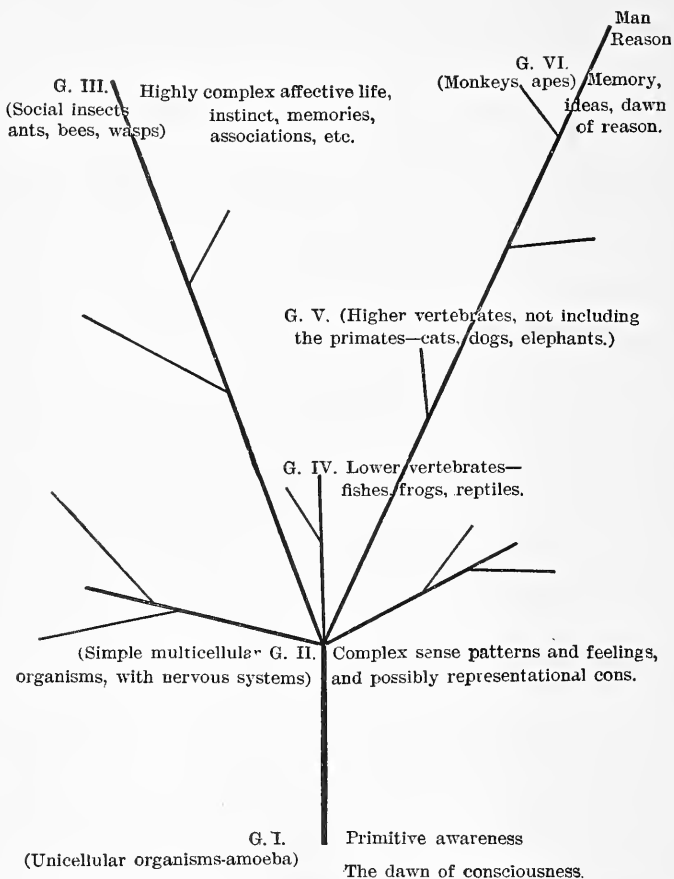 Man
Reason
G. VI.
(Monkeys, apes) Memory,
ideas, dawn
of reason.
G. III.
(Social insects
ants, bees, wasps)
Highly complex affective life,
instinct, memories,
associations, etc.
G. V. (Higher vertebrates, not including
the primates—cats, dogs, elephants.)
G. IV. Lower vertebrates—
fishes, frogs, reptiles.
(Simple multicellular G. II.
organisms, with nervous systems)
Complex sense patterns and feelings,
and possibly representational cons.
G. I.
(Unicellular organisms-amoeba)
Primitive awareness
The dawn of consciousness.